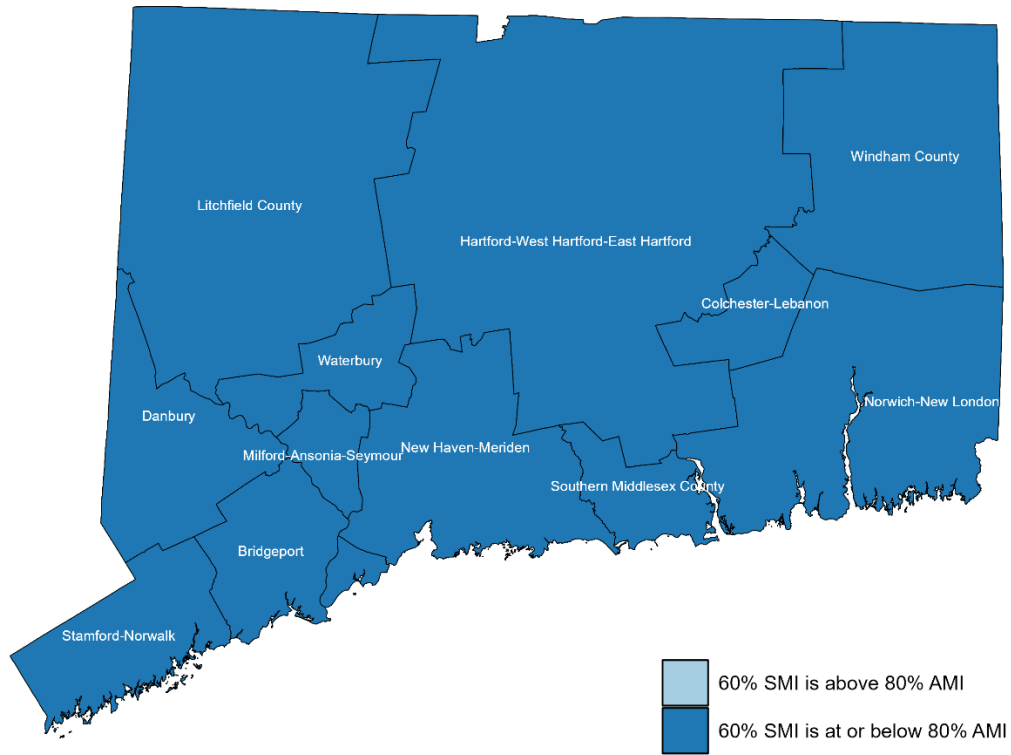 Windham County
Litchfield County
Hartford-West Hartford-East Hartford
Colchester-Lebanon
Waterbury
Danbury
Norwich-New London
New Haven-Meriden
Milford-Ansonia-Seymour
Southern Middlesex County
Bridgeport
Stamford-Norwalk
60% SMI is above 80% AMI
60% SMI is at or below 80% AMI